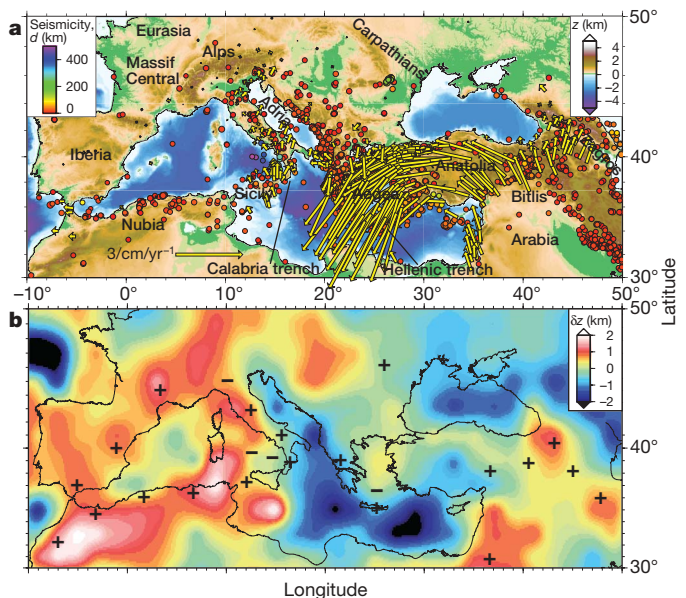 a
Seismicity,
d (km)
400
200
0
Eurasia
Massif
Central
Alps
Carpathians
Adria
Iberia
Sicily
Nubia
Aegea
Anatolia
Bitlis
Arabia
3/cm/yr⁻¹
Calabria trench
Hellenic trench
z (km)
4
2
0
−2
−4
50°
40°
30°
−10° 0° 10° 20° 30° 40° 50°
b
δz (km)
2
1
0
−1
−2
50°
40°
30°
Latitude
Longitude